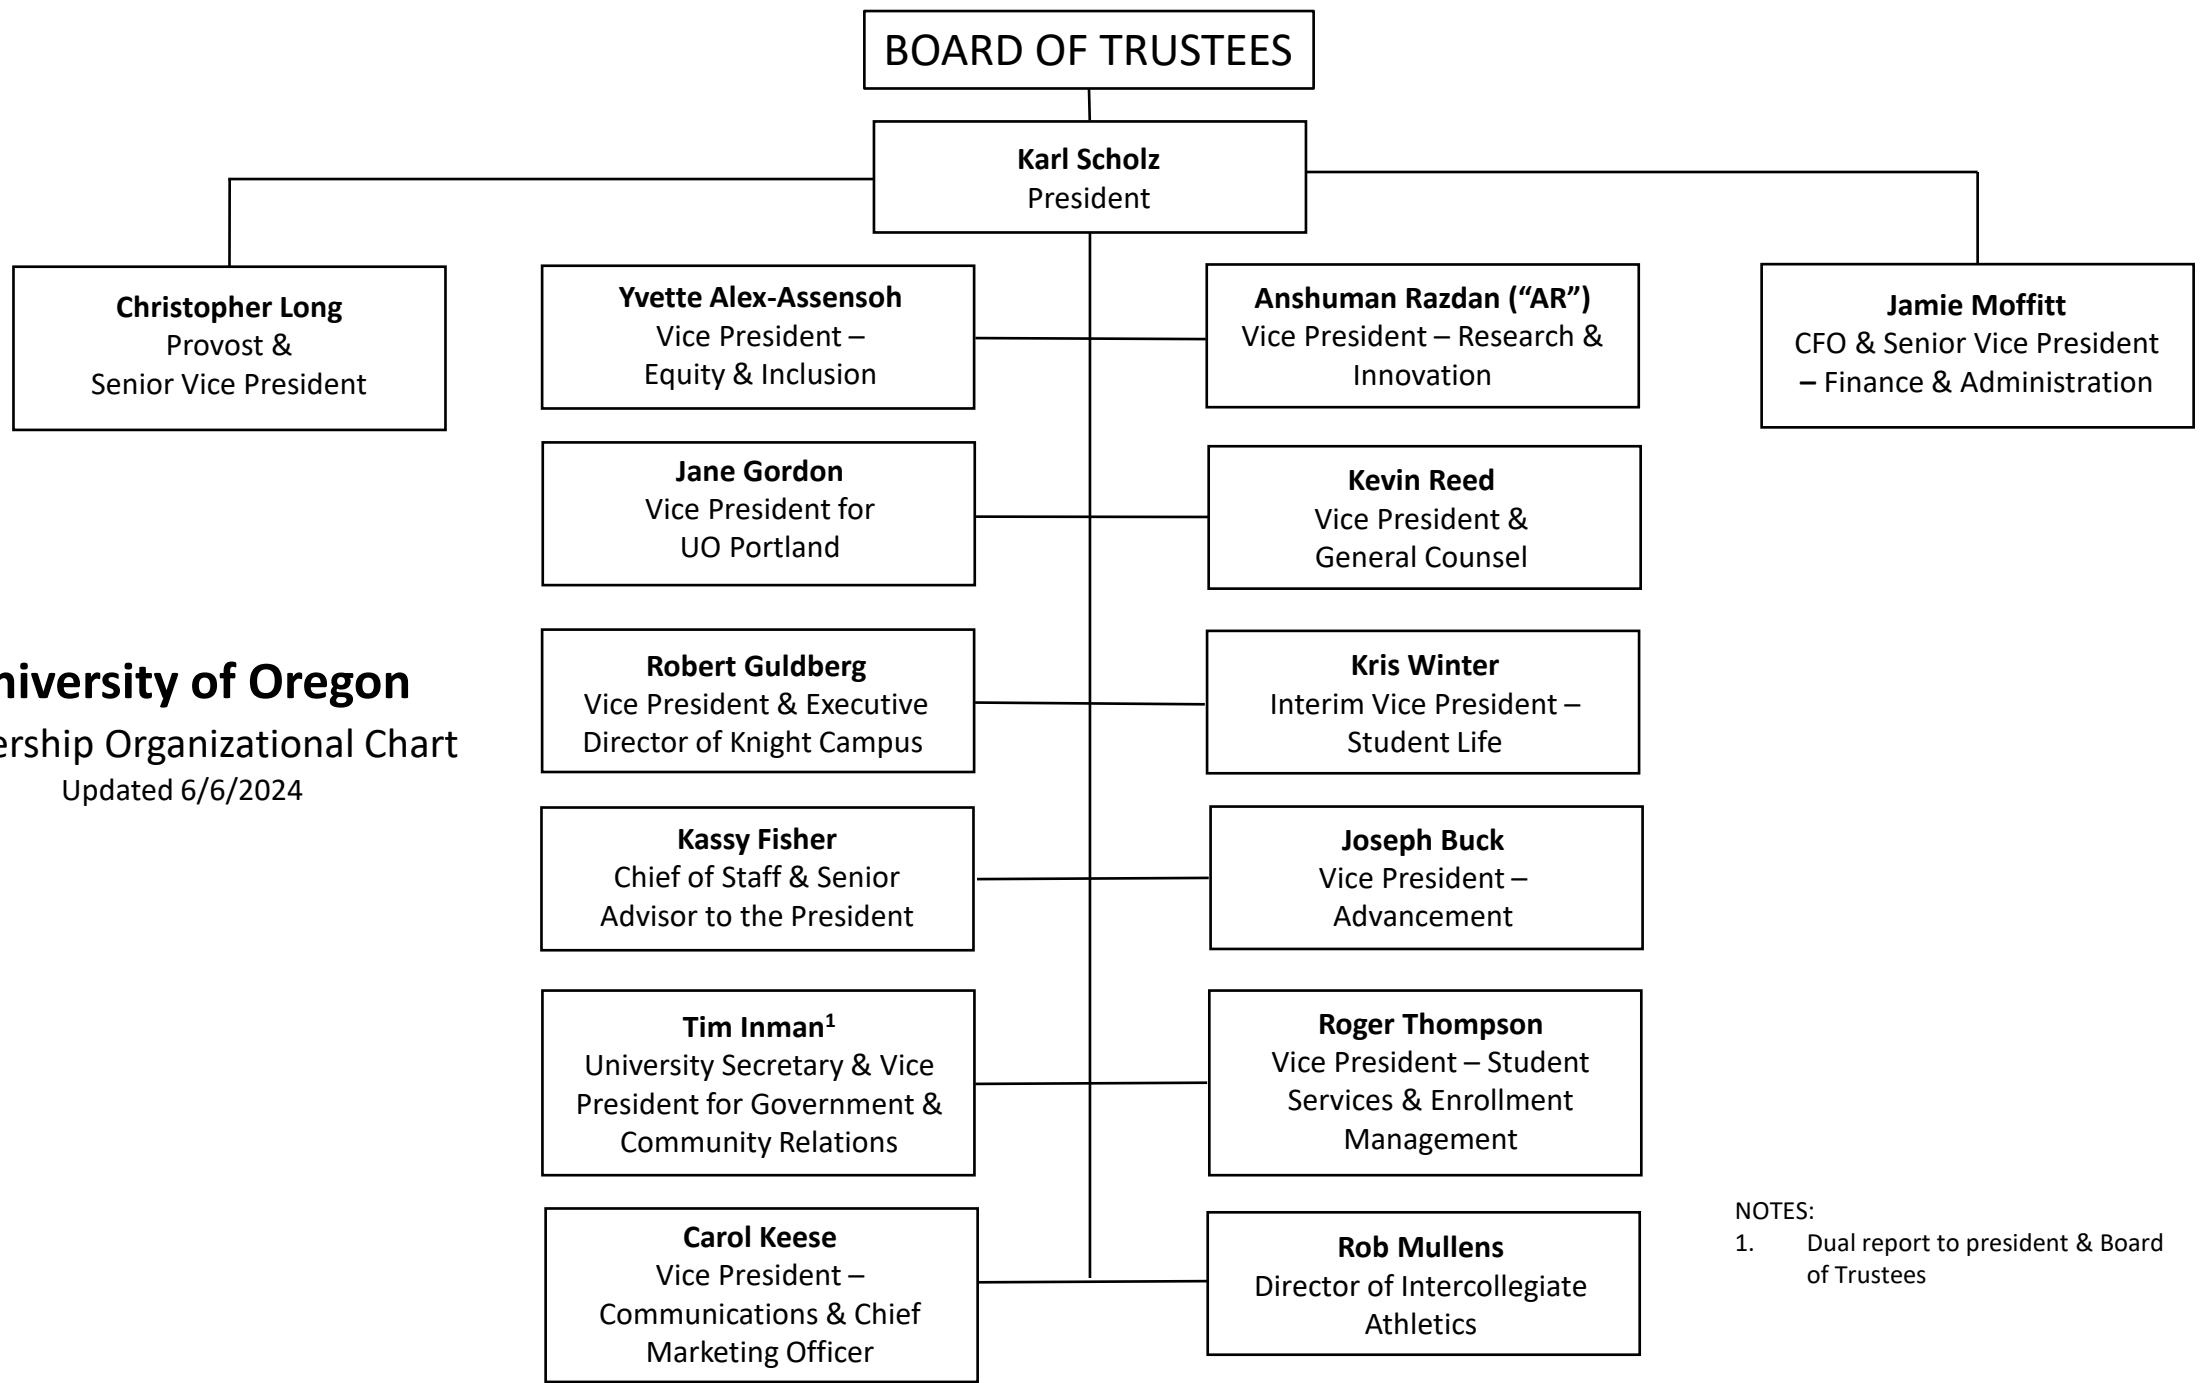 BOARD OF TRUSTEES
Karl Scholz
President
Christopher Long
Provost &
Senior Vice President
Yvette Alex-Assensoh
Vice President –
Equity & Inclusion
Anshuman Razdan (“AR”)
Vice President – Research &
Innovation
Jamie Moffitt
CFO & Senior Vice President
– Finance & Administration
Jane Gordon
Vice President for
UO Portland
Kevin Reed
Vice President &
General Counsel
niversity of Oregon
ership Organizational Chart
Updated 6/6/2024
Robert Guldberg
Vice President & Executive
Director of Knight Campus
Kris Winter
Interim Vice President –
Student Life
Kassy Fisher
Chief of Staff & Senior
Advisor to the President
Joseph Buck
Vice President –
Advancement
Tim Inman¹
University Secretary & Vice
President for Government &
Community Relations
Roger Thompson
Vice President – Student
Services & Enrollment
Management
Carol Keese
Vice President –
Communications & Chief
Marketing Officer
Rob Mullens
Director of Intercollegiate
Athletics
NOTES:
1. Dual report to president & Board
of Trustees